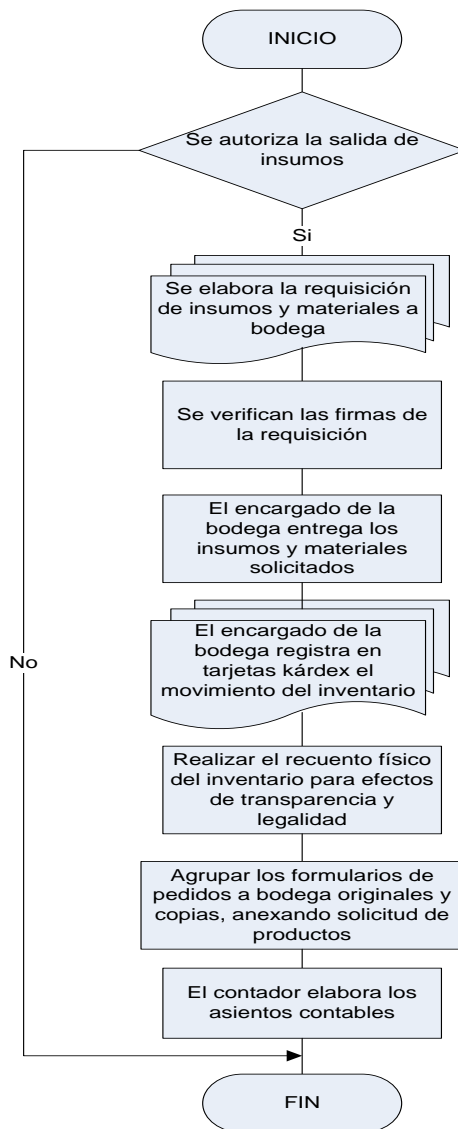 INICIO
Se autoriza la salida de
insumos
Si
Se elabora la requisición
de insumos y materiales a
bodega
Se verifican las firmas de
la requisición
El encargado de la
bodega entrega los
insumos y materiales
solicitados
El encargado de la
bodega registra en
tarjetas kárdex el
movimiento del inventario
No
Realizar el recuento físico
del inventario para efectos
de transparencia y
legalidad
Agrupar los formularios de
pedidos a bodega originales y
copias, anexando solicitud de
productos
El contador elabora los
asientos contables
FIN